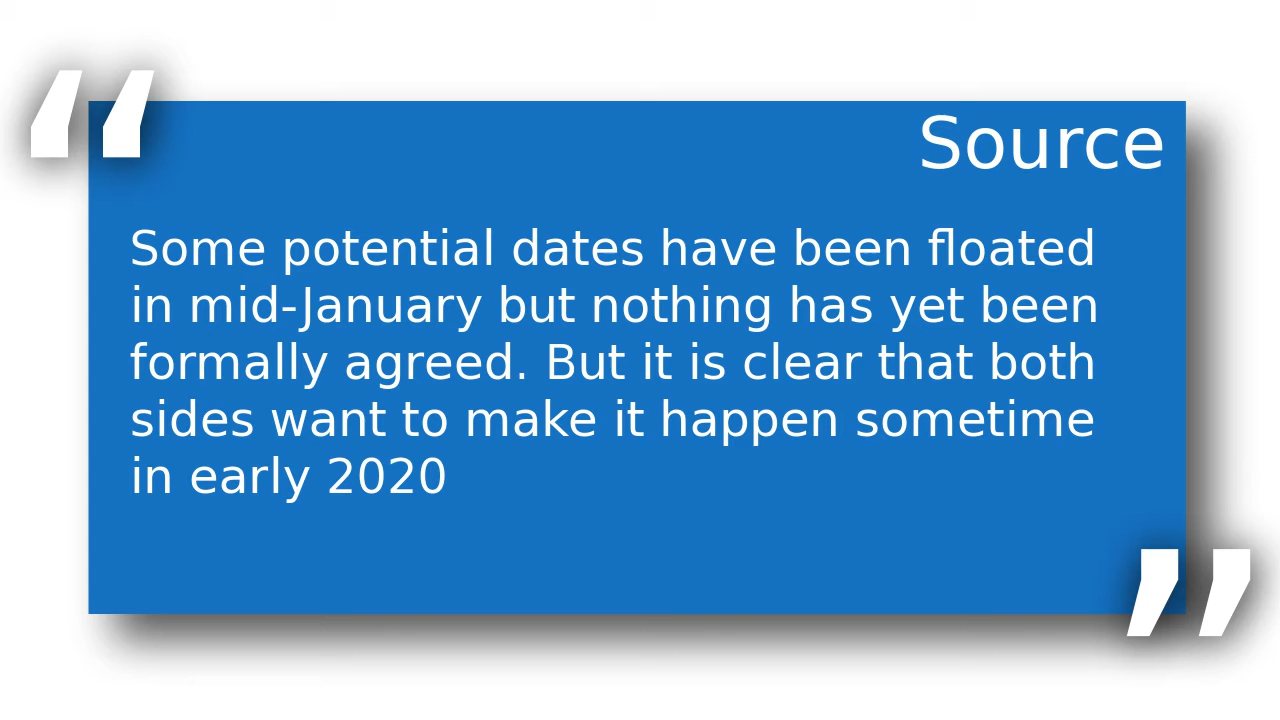 “
Source
Some potential dates have been floated
in mid-January but nothing has yet been
formally agreed. But it is clear that both
sides want to make it happen sometime
in early 2020
”